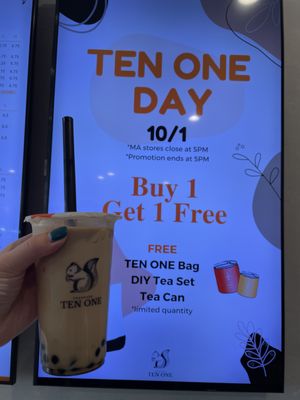 TEN ONE
DAY
10/1
*MA stores close at 5PM
*Promotion ends at 5PM
Buy 1
Get 1 Free
FREE
TEN ONE Bag
DIY Tea Set
Tea Can
*limited quantity
TEN ONE
TEN ONE